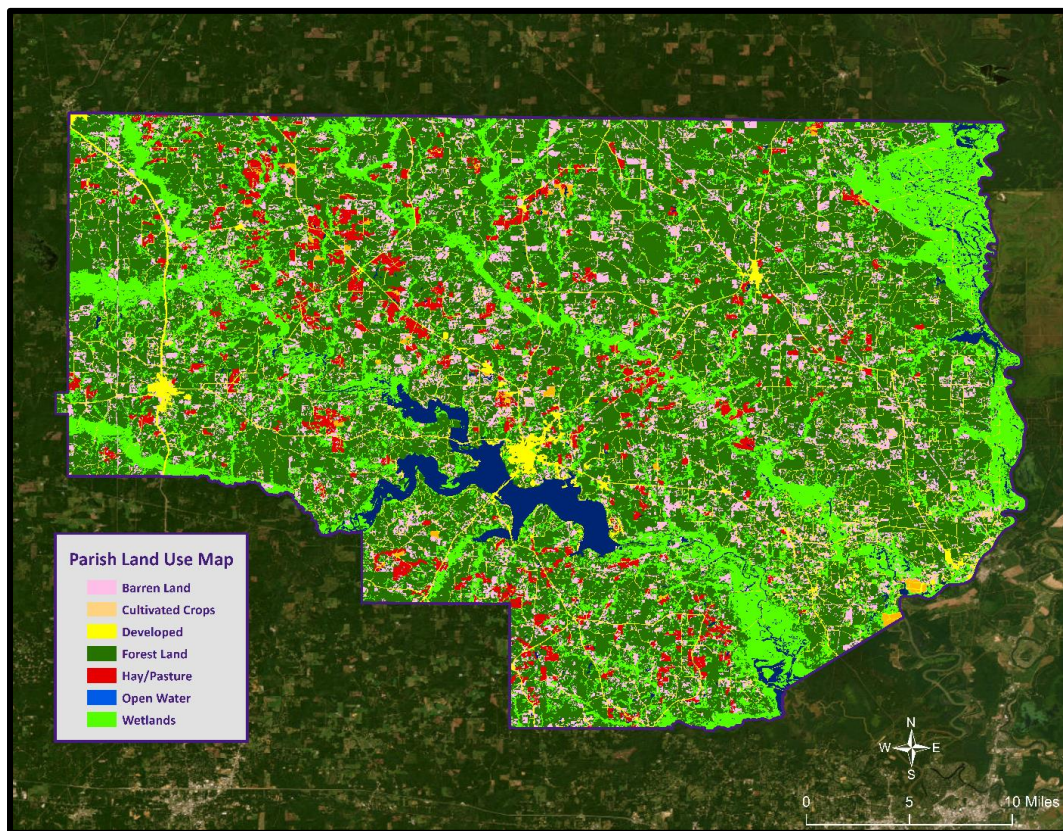 Parish Land Use Map
Barren Land
Cultivated Crops
Developed
Forest Land
Hay/Pasture
Open Water
Wetlands
N
W E
S
0 5 10 Miles